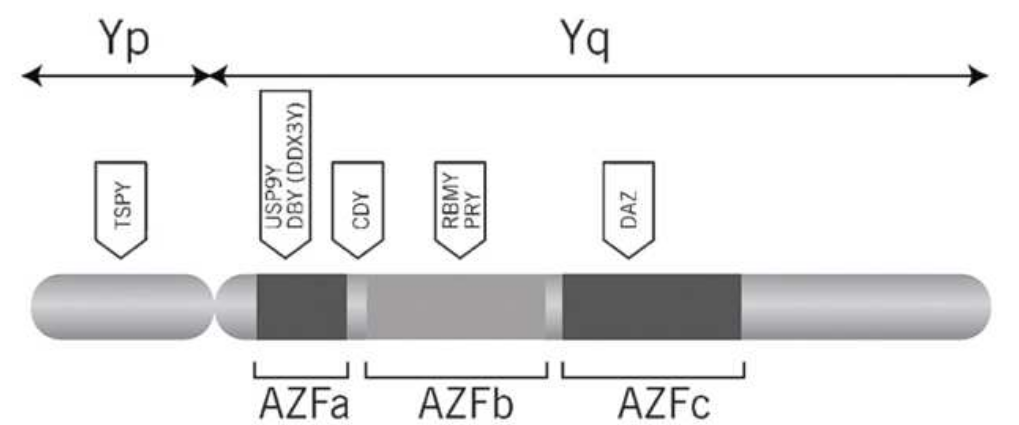 Yp
Yq
TSPY
USP9Y
DBY (DDX3Y)
CDY
RBMY
PRY
DAZ
AZFa
AZFb
AZFc